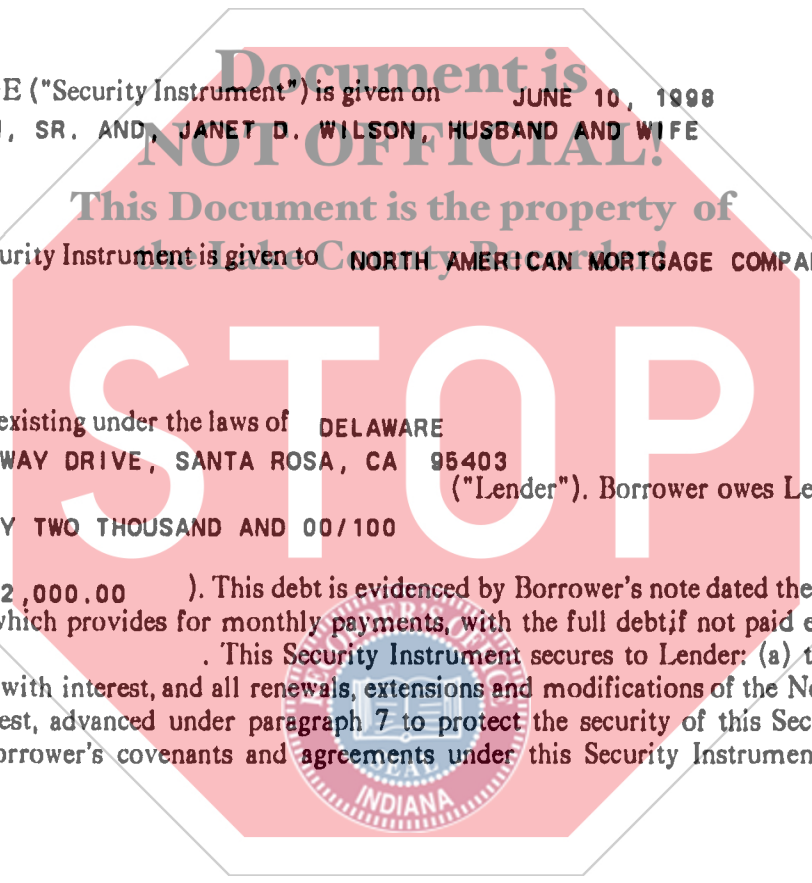 Document is
E ("Security Instrument") is given on JUNE 10, 1998
, SR. AND, JANET D. WILSON, HUSBAND AND WIFE
NOT OFFICIAL!
This Document is the property of
the Lake County Recorder!
urity Instrument is given to NORTH AMERICAN MORTGAGE COMPA
STOP
existing under the laws of DELAWARE
WAY DRIVE, SANTA ROSA, CA 95403
("Lender"). Borrower owes Le
Y TWO THOUSAND AND 00/100
2,000.00 ). This debt is evidenced by Borrower's note dated the
which provides for monthly payments, with the full debt, if not paid e
. This Security Instrument secures to Lender: (a) t
with interest, and all renewals, extensions and modifications of the No
est, advanced under paragraph 7 to protect the security of this Sec
orrower's covenants and agreements under this Security Instrumen
RECORDER'S OFFICE
SEAL
INDIANA